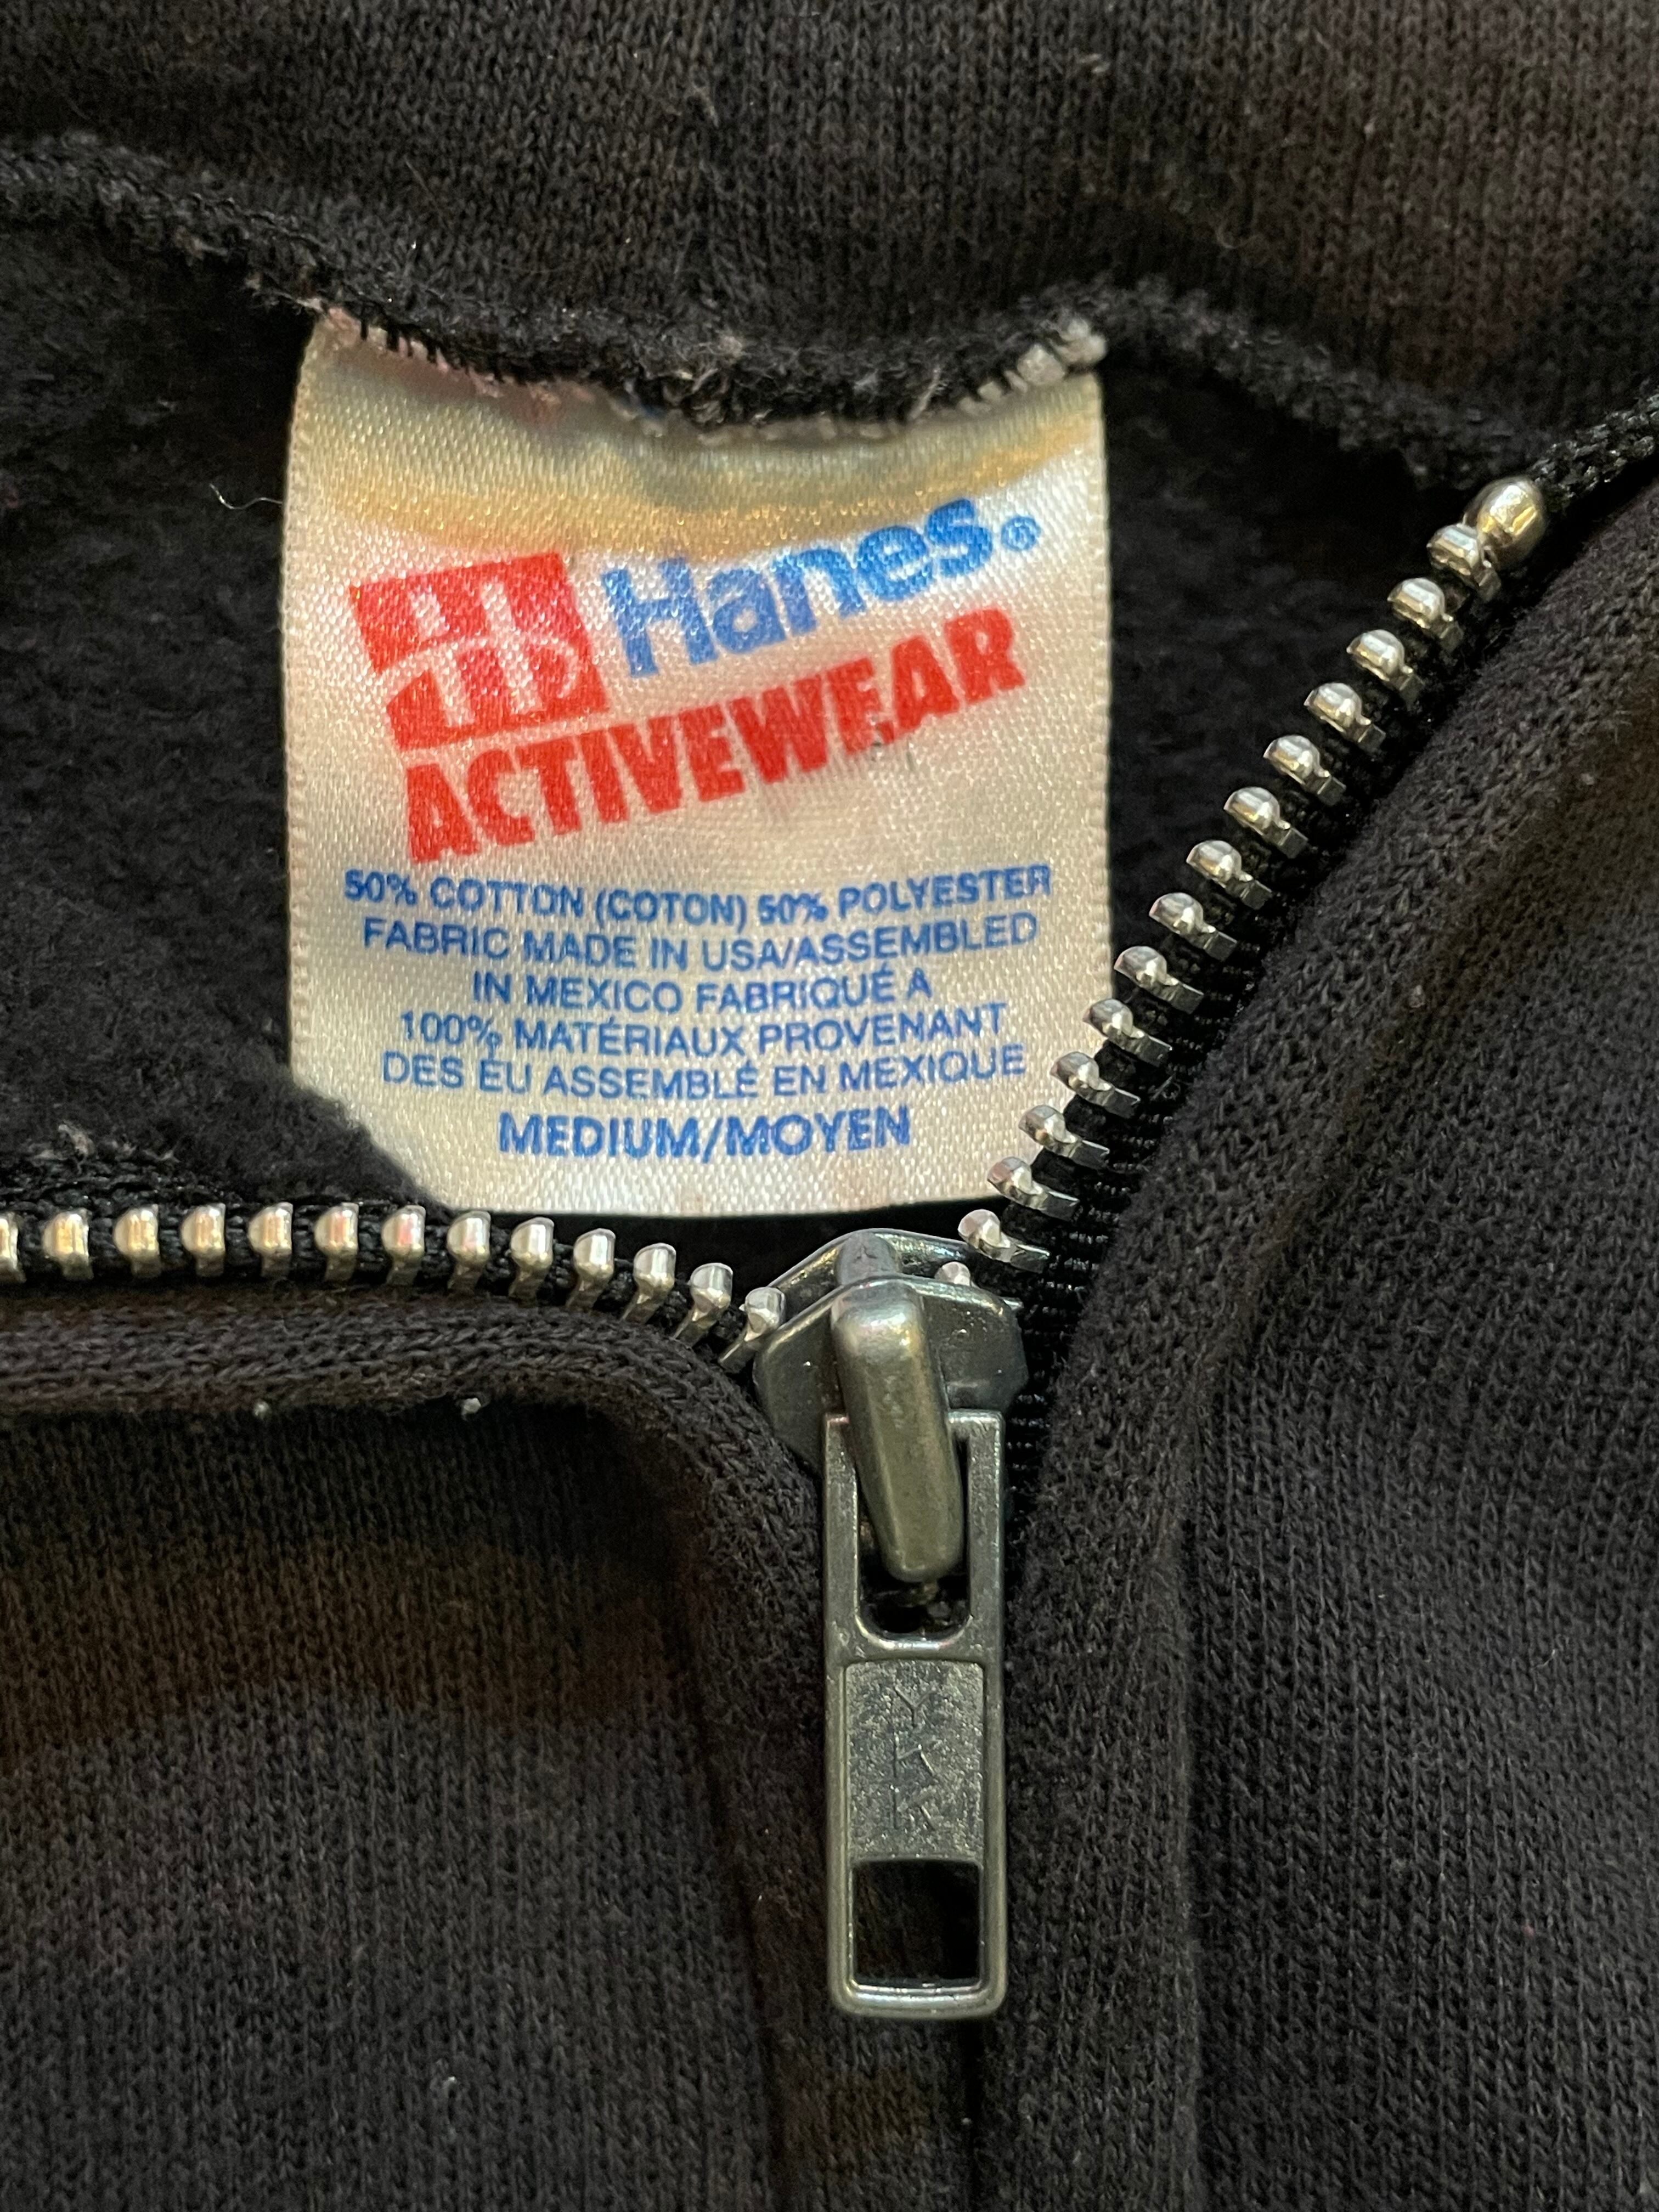 Hanes®
ACTIVEWEAR
50% COTTON (COTON) 50% POLYESTER
FABRIC MADE IN USA/ASSEMBLED
IN MEXICO FABRIQUÉ A
100% MATÉRIAUX PROVENANT
DES EU ASSEMBLÉ EN MEXIQUE
MEDIUM/MOYEN